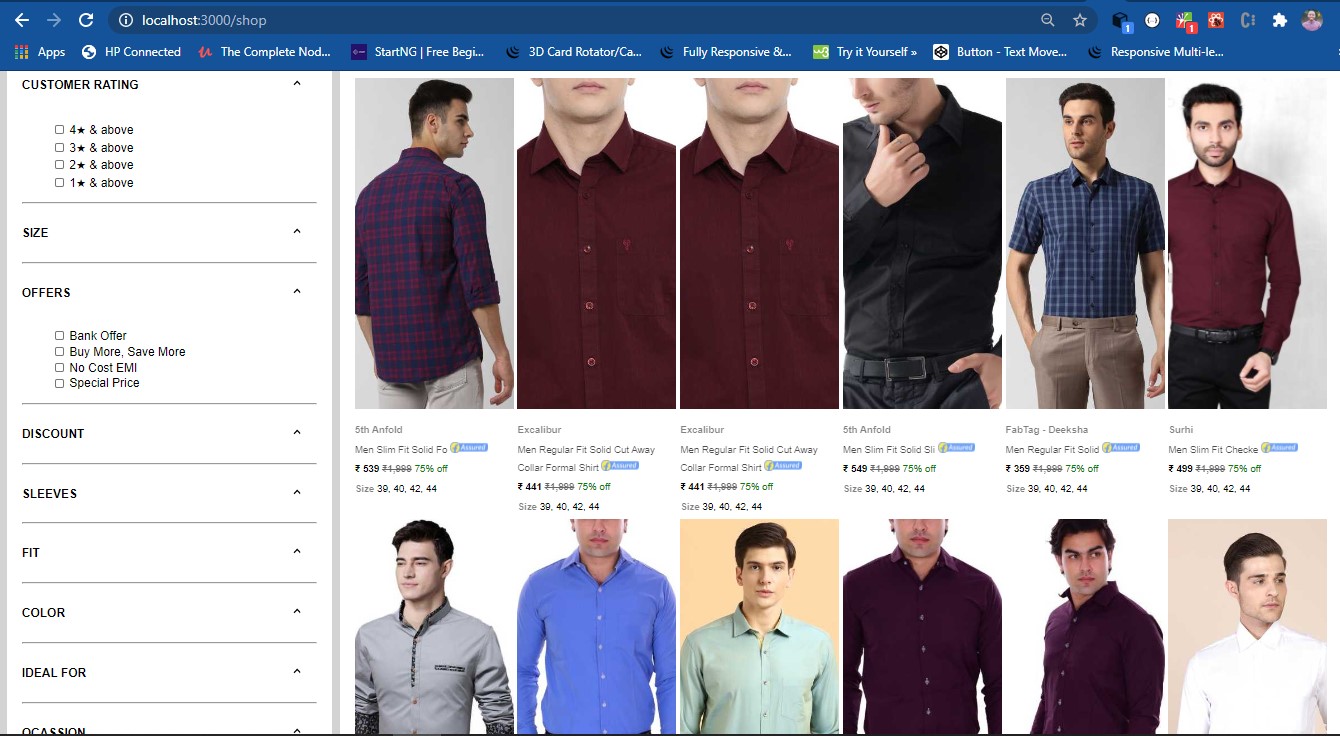 localhost:3000/shop
Apps
HP Connected
The Complete Nod...
StartNG | Free Begi...
3D Card Rotator/Ca...
Fully Responsive &...
Try it Yourself »
Button - Text Move...
Responsive Multi-le...
CUSTOMER RATING
4★ & above
3★ & above
2★ & above
1★ & above
SIZE
OFFERS
Bank Offer
Buy More, Save More
No Cost EMI
Special Price
DISCOUNT
SLEEVES
FIT
COLOR
IDEAL FOR
OCASSION
5th Anfold
Men Slim Fit Solid Fo Assured
₹ 539 ₹1,999 75% off
Size 39, 40, 42, 44
Excalibur
Men Regular Fit Solid Cut Away
Collar Formal Shirt Assured
₹ 441 ₹1,999 75% off
Size 39, 40, 42, 44
Excalibur
Men Regular Fit Solid Cut Away
Collar Formal Shirt Assured
₹ 441 ₹1,999 75% off
Size 39, 40, 42, 44
5th Anfold
Men Slim Fit Solid Sli Assured
₹ 549 ₹1,999 75% off
Size 39, 40, 42, 44
FabTag - Deeksha
Men Regular Fit Solid Assured
₹ 359 ₹1,999 75% off
Size 39, 40, 42, 44
Surhi
Men Slim Fit Checke Assured
₹ 499 ₹1,999 75% off
Size 39, 40, 42, 44